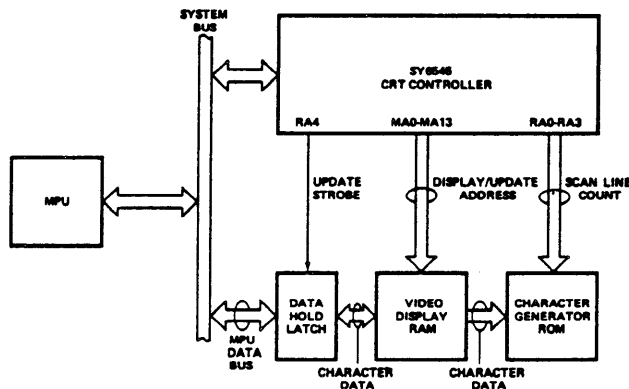 SYSTEM
BUS
SY6545
CRT CONTROLLER
RA4
MA0-MA13
RA0-RA3
MPU
UPDATE
STROBE
DISPLAY/UPDATE
ADDRESS
SCAN LINE
COUNT
DATA
HOLD
LATCH
VIDEO
DISPLAY
RAM
CHARACTER
GENERATOR
ROM
MPU
DATA
BUS
CHARACTER
DATA
CHARACTER
DATA